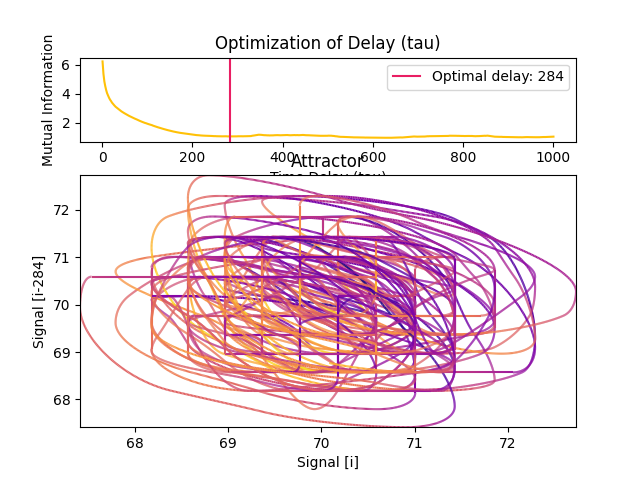 Optimization of Delay (tau)
Mutual Information
6
4
2
Optimal delay: 284
0 200 400 600 800 1000
Time Delay (tau)
Attractor
Signal [i-284]
72
71
70
69
68
68 69 70 71 72
Signal [i]